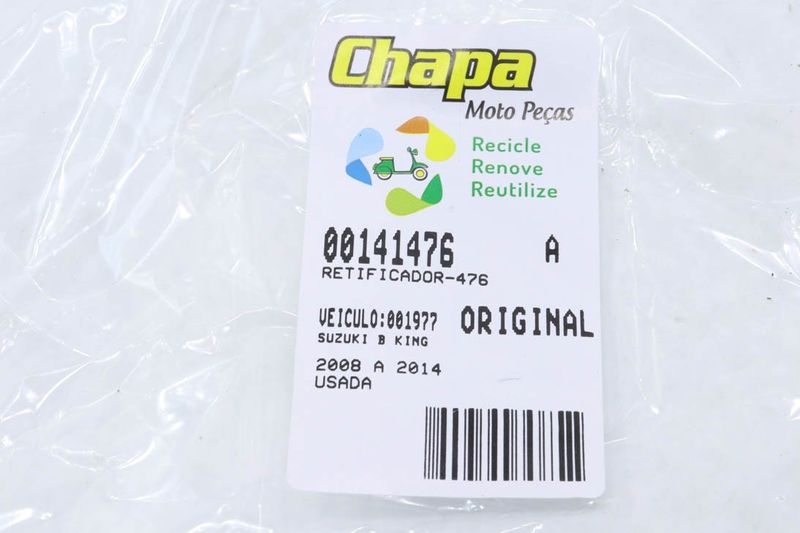 Chapa
Moto Peças
Recicle
Renove
Reutilize
00141476 A
RETIFICADOR-476
VEICULO:001977 ORIGINAL
SUZUKI B KING
2008 A 2014
USADA